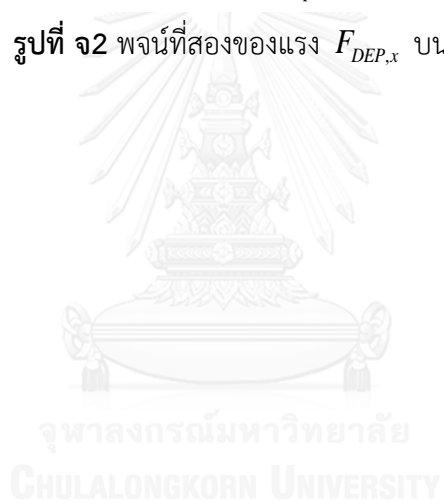 รูปที่ จ2 พจน์ที่สองของแรง F_{DEP,x} บน
จุฬาลงกรณ์มหาวิทยาลัย
CHULALONGKORN UNIVERSITY